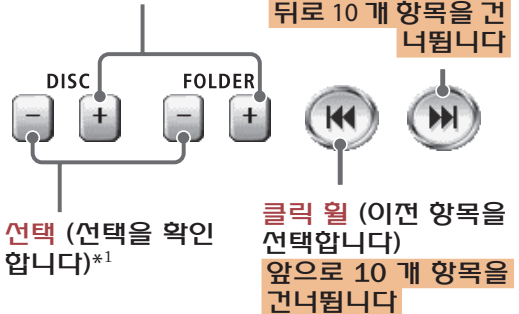 뒤로 10 개 항목을 건
너뜁니다
DISC FOLDER
선택 (선택을 확인
합니다)*1
클릭 휠 (이전 항목을
선택합니다)
앞으로 10 개 항목을
건너뜁니다